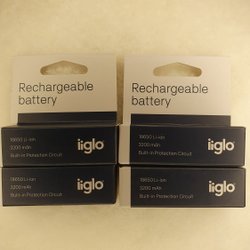 Rechargeable
battery
Rechargeable
battery
18650 Li-ion
3200 mAh
Built-in Protection Circuit
iiglo
18650 Li-ion
3200 mAh
Built-in Protection Circuit
iiglo
18650 Li-ion
3200 mAh
Built-in Protection Circuit
iiglo
18650 Li-ion
3200 mAh
Built-in Protection Circuit
iiglo